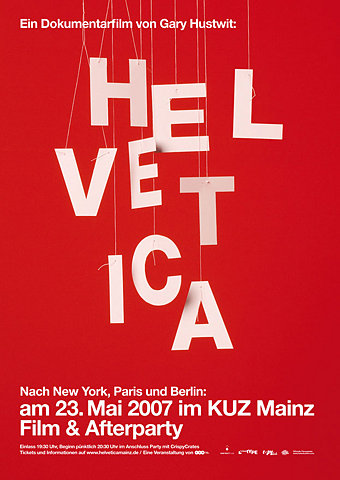 Ein Dokumentarfilm von Gary Hustwit:
HEL
VET
ICA
Nach New York, Paris und Berlin:
am 23. Mai 2007 im KUZ Mainz
Film & Afterparty
Einlass 19:30 Uhr, Beginn pünktlich 20:30 Uhr im Anschluss Party mit CrispyCrates
Tickets und Informationen auf www.helveticamainz.de / Eine Veranstaltung von